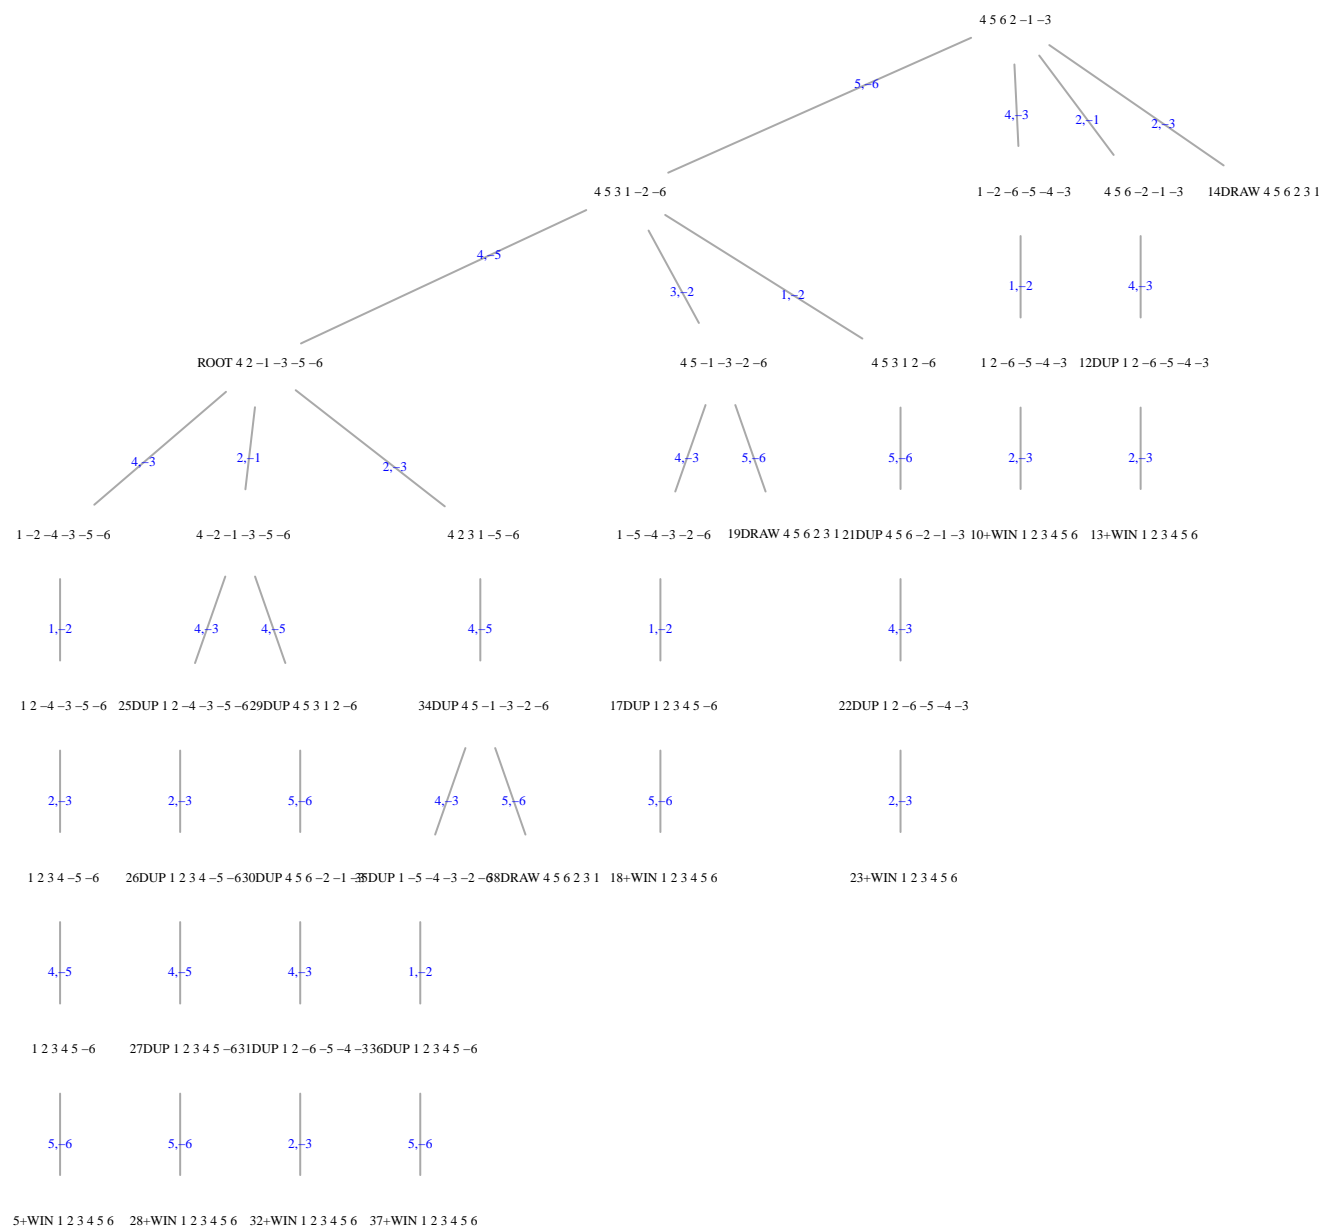 4 5 6 2 −1 −3
5,−6
4,−3
2,−1
2,−3
4 5 3 1 −2 −6
1 −2 −6 −5 −4 −3
4 5 6 −2 −1 −3
14DRAW 4 5 6 2 3 1
4,−5
3,−2
1,−2
1,−2
4,−3
ROOT 4 2 −1 −3 −5 −6
4 5 −1 −3 −2 −6
4 5 3 1 2 −6
1 2 −6 −5 −4 −3
12DUP 1 2 −6 −5 −4 −3
4,−3
2,−1
2,−3
4,−3
5,−6
5,−6
2,−3
2,−3
1 −2 −4 −3 −5 −6
4 −2 −1 −3 −5 −6
4 2 3 1 −5 −6
1 −5 −4 −3 −2 −6
19DRAW 4 5 6 2 3 1
21DUP 4 5 6 −2 −1 −3
10+WIN 1 2 3 4 5 6
13+WIN 1 2 3 4 5 6
1,−2
4,−3
4,−5
4,−5
1,−2
4,−3
1 2 −4 −3 −5 −6
25DUP 1 2 −4 −3 −5 −6
29DUP 4 5 3 1 2 −6
34DUP 4 5 −1 −3 −2 −6
17DUP 1 2 3 4 5 −6
22DUP 1 2 −6 −5 −4 −3
2,−3
2,−3
5,−6
4,−3
5,−6
5,−6
2,−3
1 2 3 4 −5 −6
26DUP 1 2 3 4 −5 −6
30DUP 4 5 6 −2 −1 −3
35DUP 1 −5 −4 −3 −2 −6
38DRAW 4 5 6 2 3 1
18+WIN 1 2 3 4 5 6
23+WIN 1 2 3 4 5 6
4,−5
4,−5
4,−3
1,−2
1 2 3 4 5 −6
27DUP 1 2 3 4 5 −6
31DUP 1 2 −6 −5 −4 −3
36DUP 1 2 3 4 5 −6
5,−6
5,−6
2,−3
5,−6
5+WIN 1 2 3 4 5 6
28+WIN 1 2 3 4 5 6
32+WIN 1 2 3 4 5 6
37+WIN 1 2 3 4 5 6